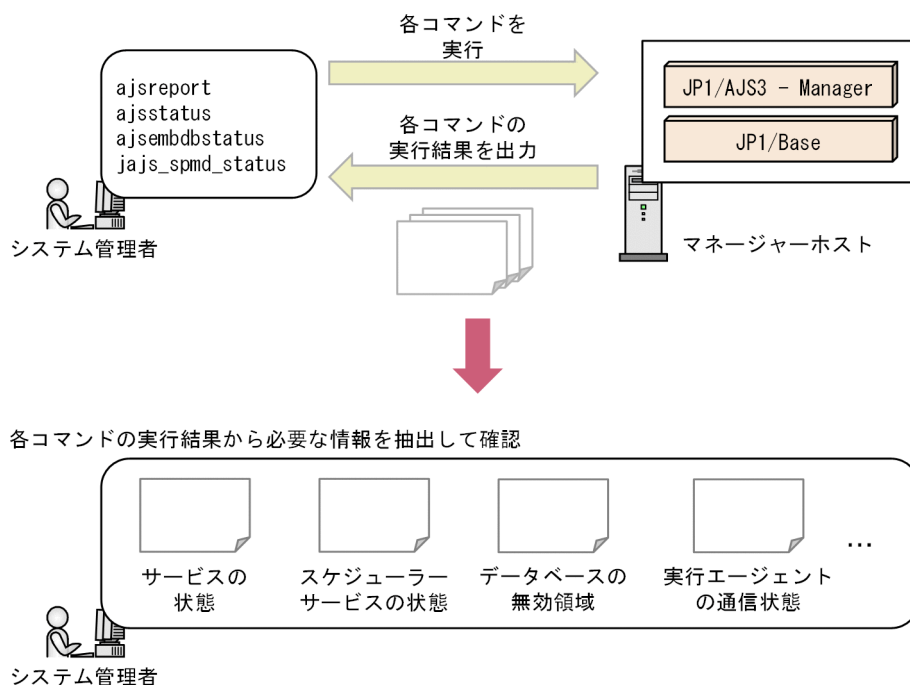 各コマンドを
実行
ajsreport
ajsstatus
ajsembdbstatus
jajs_spmd_status
JP1/AJS3 - Manager
JP1/Base
各コマンドの
実行結果を出力
システム管理者
マネージャーホスト
各コマンドの実行結果から必要な情報を抽出して確認
サービスの
状態
スケジューラー
サービスの状態
データベースの
無効領域
実行エージェント
の通信状態
…
システム管理者